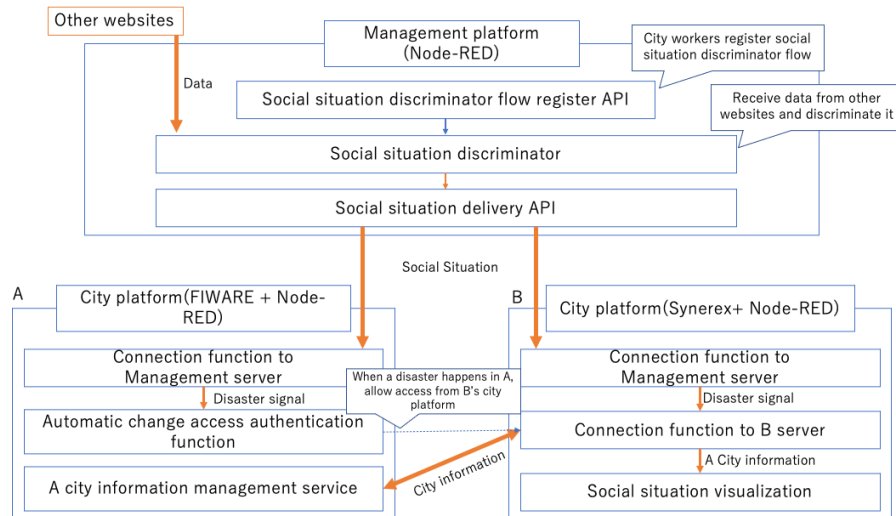 Other websites
Management platform
(Node-RED)
City workers register social
situation discriminator flow
Data
Social situation discriminator flow register API
Receive data from other
websites and discriminate it
Social situation discriminator
Social situation delivery API
Social Situation
A
City platform(FIWARE + Node-
RED)
B
City platform(Synerex+ Node-RED)
Connection function to
Management server
When a disaster happens in A,
allow access from B's city
platform
Connection function to
Management server
Disaster signal
Disaster signal
Automatic change access authentication
function
Connection function to B server
City information
A City information
A city information management service
Social situation visualization